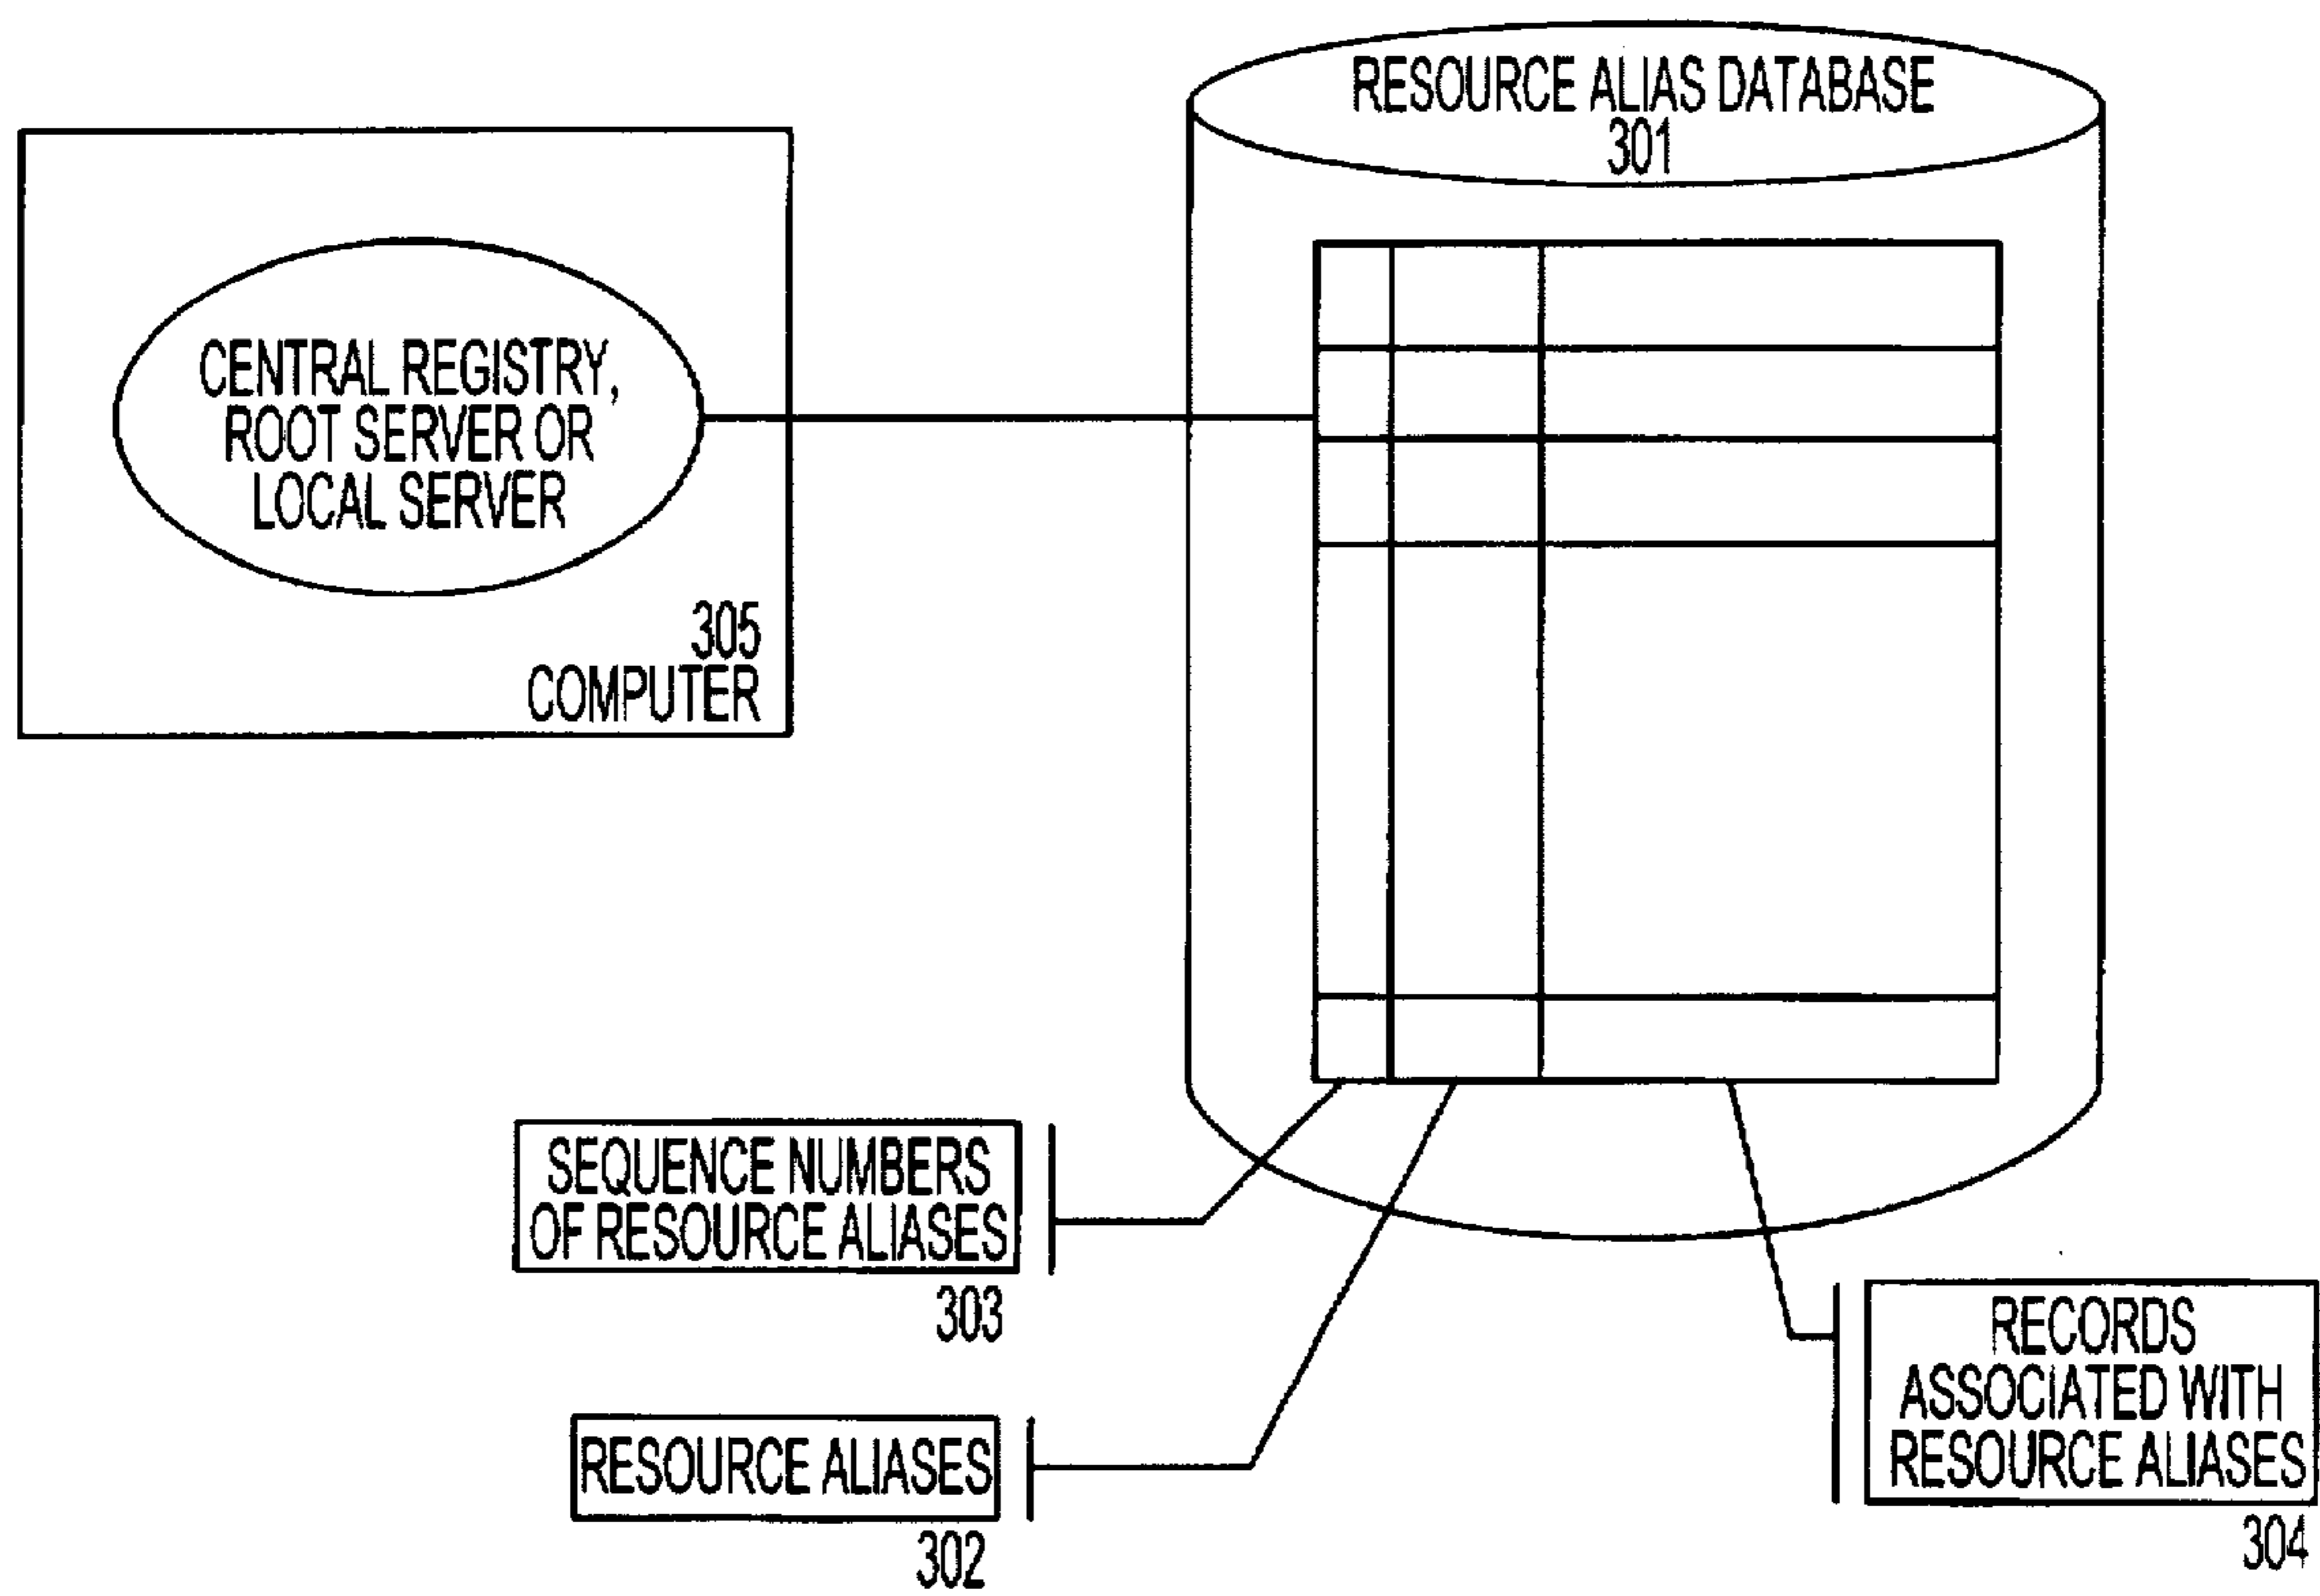 RESOURCE ALIAS DATABASE
301
CENTRAL REGISTRY,
ROOT SERVER OR
LOCAL SERVER
305
COMPUTER
SEQUENCE NUMBERS
OF RESOURCE ALIASES
303
RESOURCE ALIASES
302
RECORDS
ASSOCIATED WITH
RESOURCE ALIASES
304